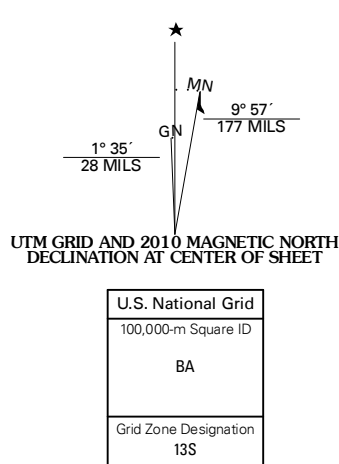 MN
GN
9° 57´
177 MILS
1° 35´
28 MILS
UTM GRID AND 2010 MAGNETIC NORTH
DECLINATION AT CENTER OF SHEET
U.S. National Grid
100,000-m Square ID
BA
Grid Zone Designation
13S